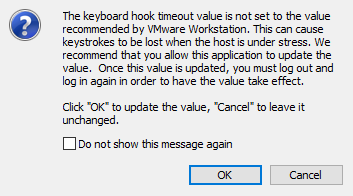 The keyboard hook timeout value is not set to the value
recommended by VMware Workstation. This can cause
keystrokes to be lost when the host is under stress. We
recommend that you allow this application to update the
value.  Once this value is updated, you must log out and
log in again in order to have the value take effect.
Click "OK" to update the value, "Cancel" to leave it
unchanged.
Do not show this message again
OK Cancel